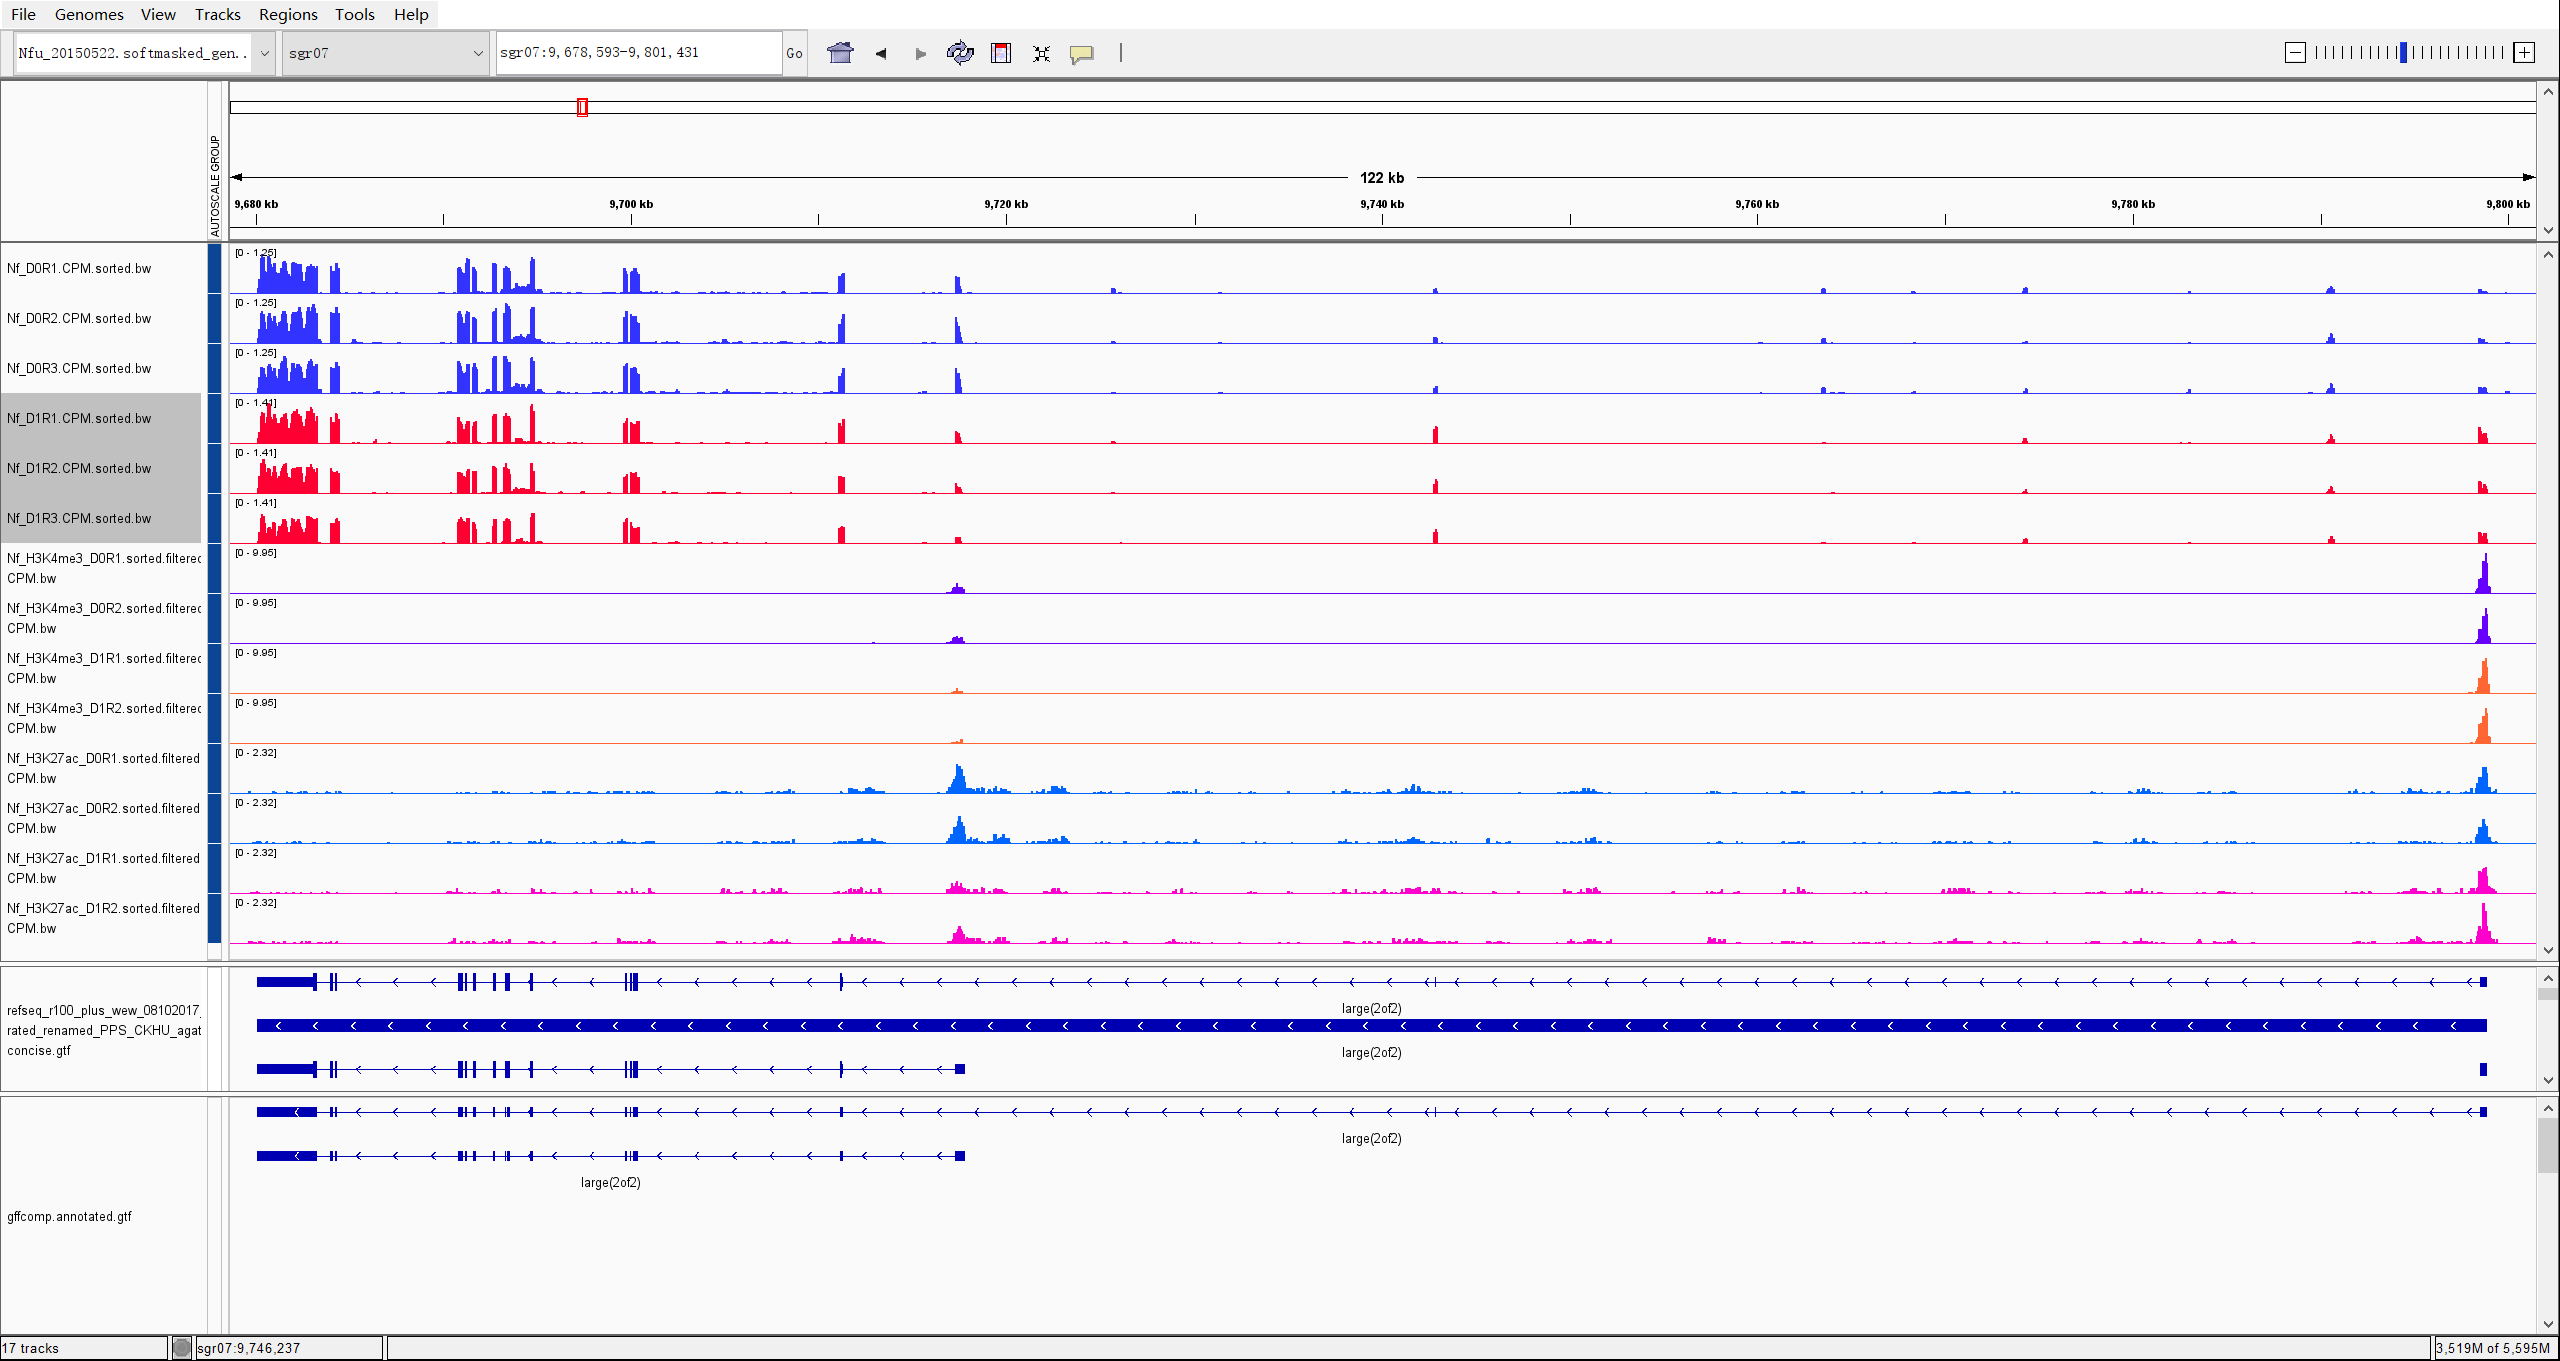 File Genomes View Tracks Regions Tools Help
Nfu_20150522.softmasked_gen.. sgr07 sgr07:9,678,593-9,801,431 Go
AUTOSCALE GROUP
122 kb
9,680 kb 9,700 kb 9,720 kb 9,740 kb 9,760 kb 9,780 kb 9,800 kb
[0 - 1.25]
Nf_D0R1.CPM.sorted.bw
[0 - 1.25]
Nf_D0R2.CPM.sorted.bw
[0 - 1.25]
Nf_D0R3.CPM.sorted.bw
[0 - 1.41]
Nf_D1R1.CPM.sorted.bw
[0 - 1.41]
Nf_D1R2.CPM.sorted.bw
[0 - 1.41]
Nf_D1R3.CPM.sorted.bw
[0 - 9.95]
Nf_H3K4me3_D0R1.sorted.filtered
CPM.bw
[0 - 9.95]
Nf_H3K4me3_D0R2.sorted.filtered
CPM.bw
[0 - 9.95]
Nf_H3K4me3_D1R1.sorted.filtered
CPM.bw
[0 - 9.95]
Nf_H3K4me3_D1R2.sorted.filtered
CPM.bw
[0 - 2.32]
Nf_H3K27ac_D0R1.sorted.filtered
CPM.bw
[0 - 2.32]
Nf_H3K27ac_D0R2.sorted.filtered
CPM.bw
[0 - 2.32]
Nf_H3K27ac_D1R1.sorted.filtered
CPM.bw
[0 - 2.32]
Nf_H3K27ac_D1R2.sorted.filtered
CPM.bw
large(2of2)
refseq_r100_plus_wew_08102017_
rated_renamed_PPS_CKHU_agat
concise.gtf
large(2of2)
large(2of2)
large(2of2)
gffcomp.annotated.gtf
17 tracks sgr07:9,746,237 3,519M of 5,595M